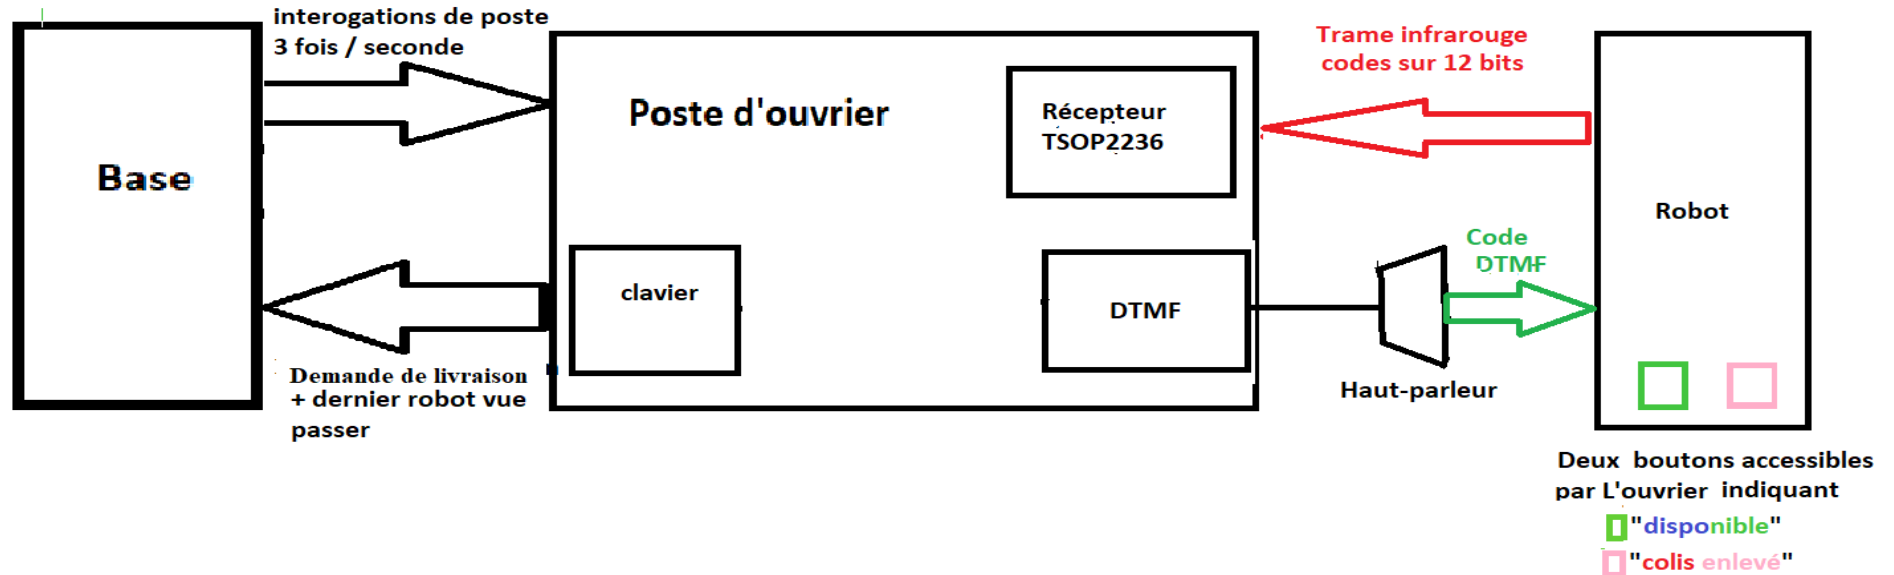 interogations de poste
3 fois / seconde
Base
Poste d'ouvrier
Récepteur
TSOP2236
Trame infrarouge
codes sur 12 bits
Robot
clavier
DTMF
Code
DTMF
Haut-parleur
Demande de livraison
+ dernier robot vue
passer
Deux boutons accessibles
par L'ouvrier indiquant
"disponible"
"colis enlevé"